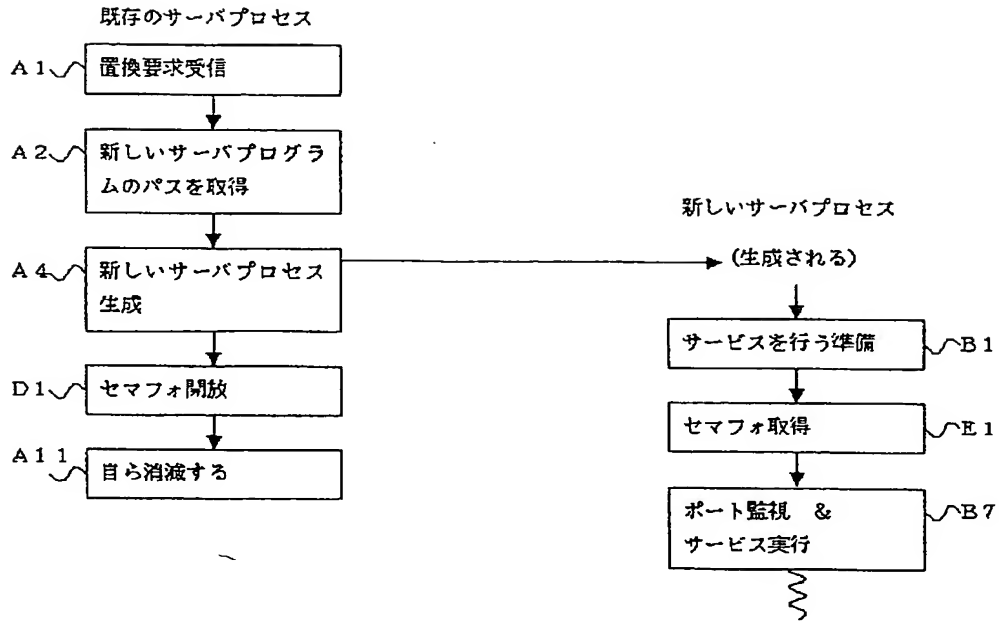 既存のサーバプロセス
A1
置換要求受信
A2
新しいサーバプログラ
ムのパスを取得
A4
新しいサーバプロセス
生成
D1
セマフォ開放
A11
自ら消滅する
新しいサーバプロセス
(生成される)
サービスを行う準備
B1
セマフォ取得
E1
ポート監視 &
サービス実行
B7